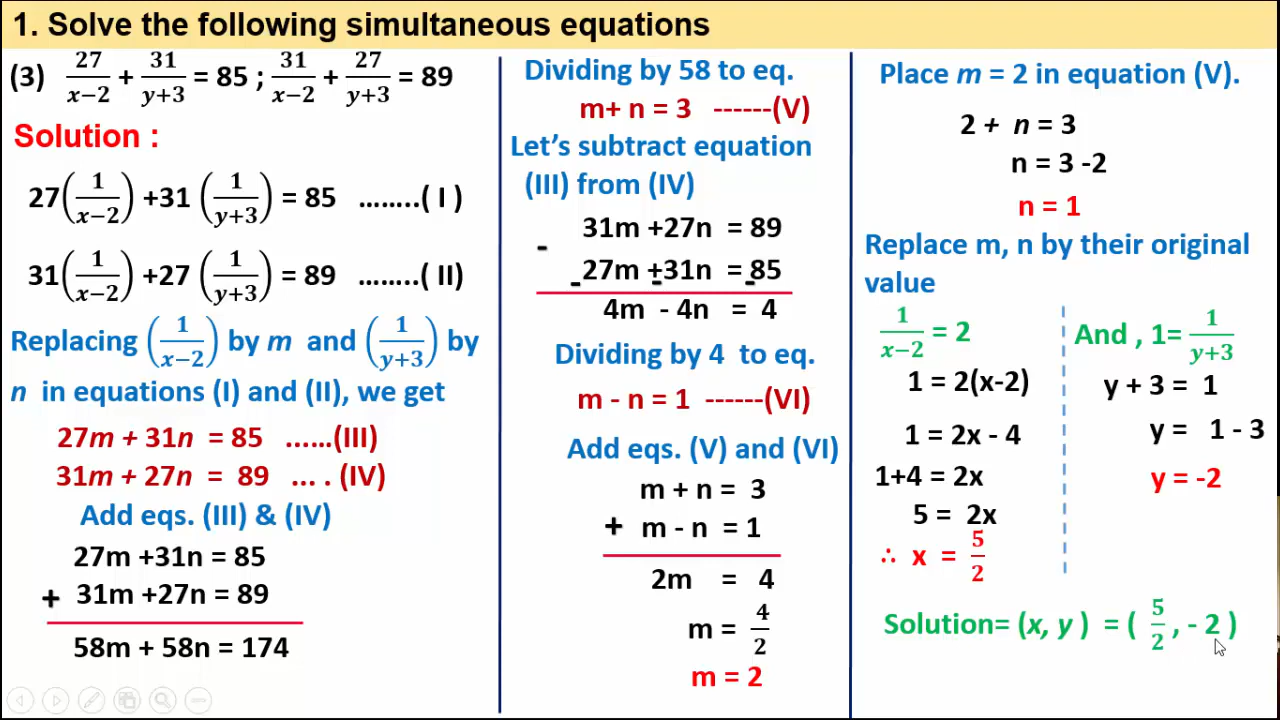 1. Solve the following simultaneous equations
(3) 27/(x−2) + 31/(y+3) = 85 ; 31/(x−2) + 27/(y+3) = 89
Solution :
27(1/(x−2)) +31 (1/(y+3)) = 85 ........( I )
31(1/(x−2)) +27 (1/(y+3)) = 89 ........( II)
Replacing (1/(x−2)) by m and (1/(y+3)) by
n in equations (I) and (II), we get
27m + 31n = 85 ......(III)
31m + 27n = 89 ... . (IV)
Add eqs. (III) & (IV)
27m +31n = 85
+ 31m +27n = 89
58m + 58n = 174
Dividing by 58 to eq.
m+ n = 3 ------(V)
Let’s subtract equation
(III) from (IV)
31m +27n = 89
-
27m +31n = 85
- - -
4m - 4n = 4
Dividing by 4 to eq.
m - n = 1 ------(VI)
Add eqs. (V) and (VI)
m + n = 3
+ m - n = 1
2m = 4
m = 4/2
m = 2
Place m = 2 in equation (V).
2 + n = 3
n = 3 -2
n = 1
Replace m, n by their original
value
1/(x−2) = 2
1 = 2(x-2)
1 = 2x - 4
1+4 = 2x
5 = 2x
∴ x = 5/2
And , 1= 1/(y+3)
y + 3 = 1
y = 1 - 3
y = -2
Solution= (x, y ) = ( 5/2 , - 2 )